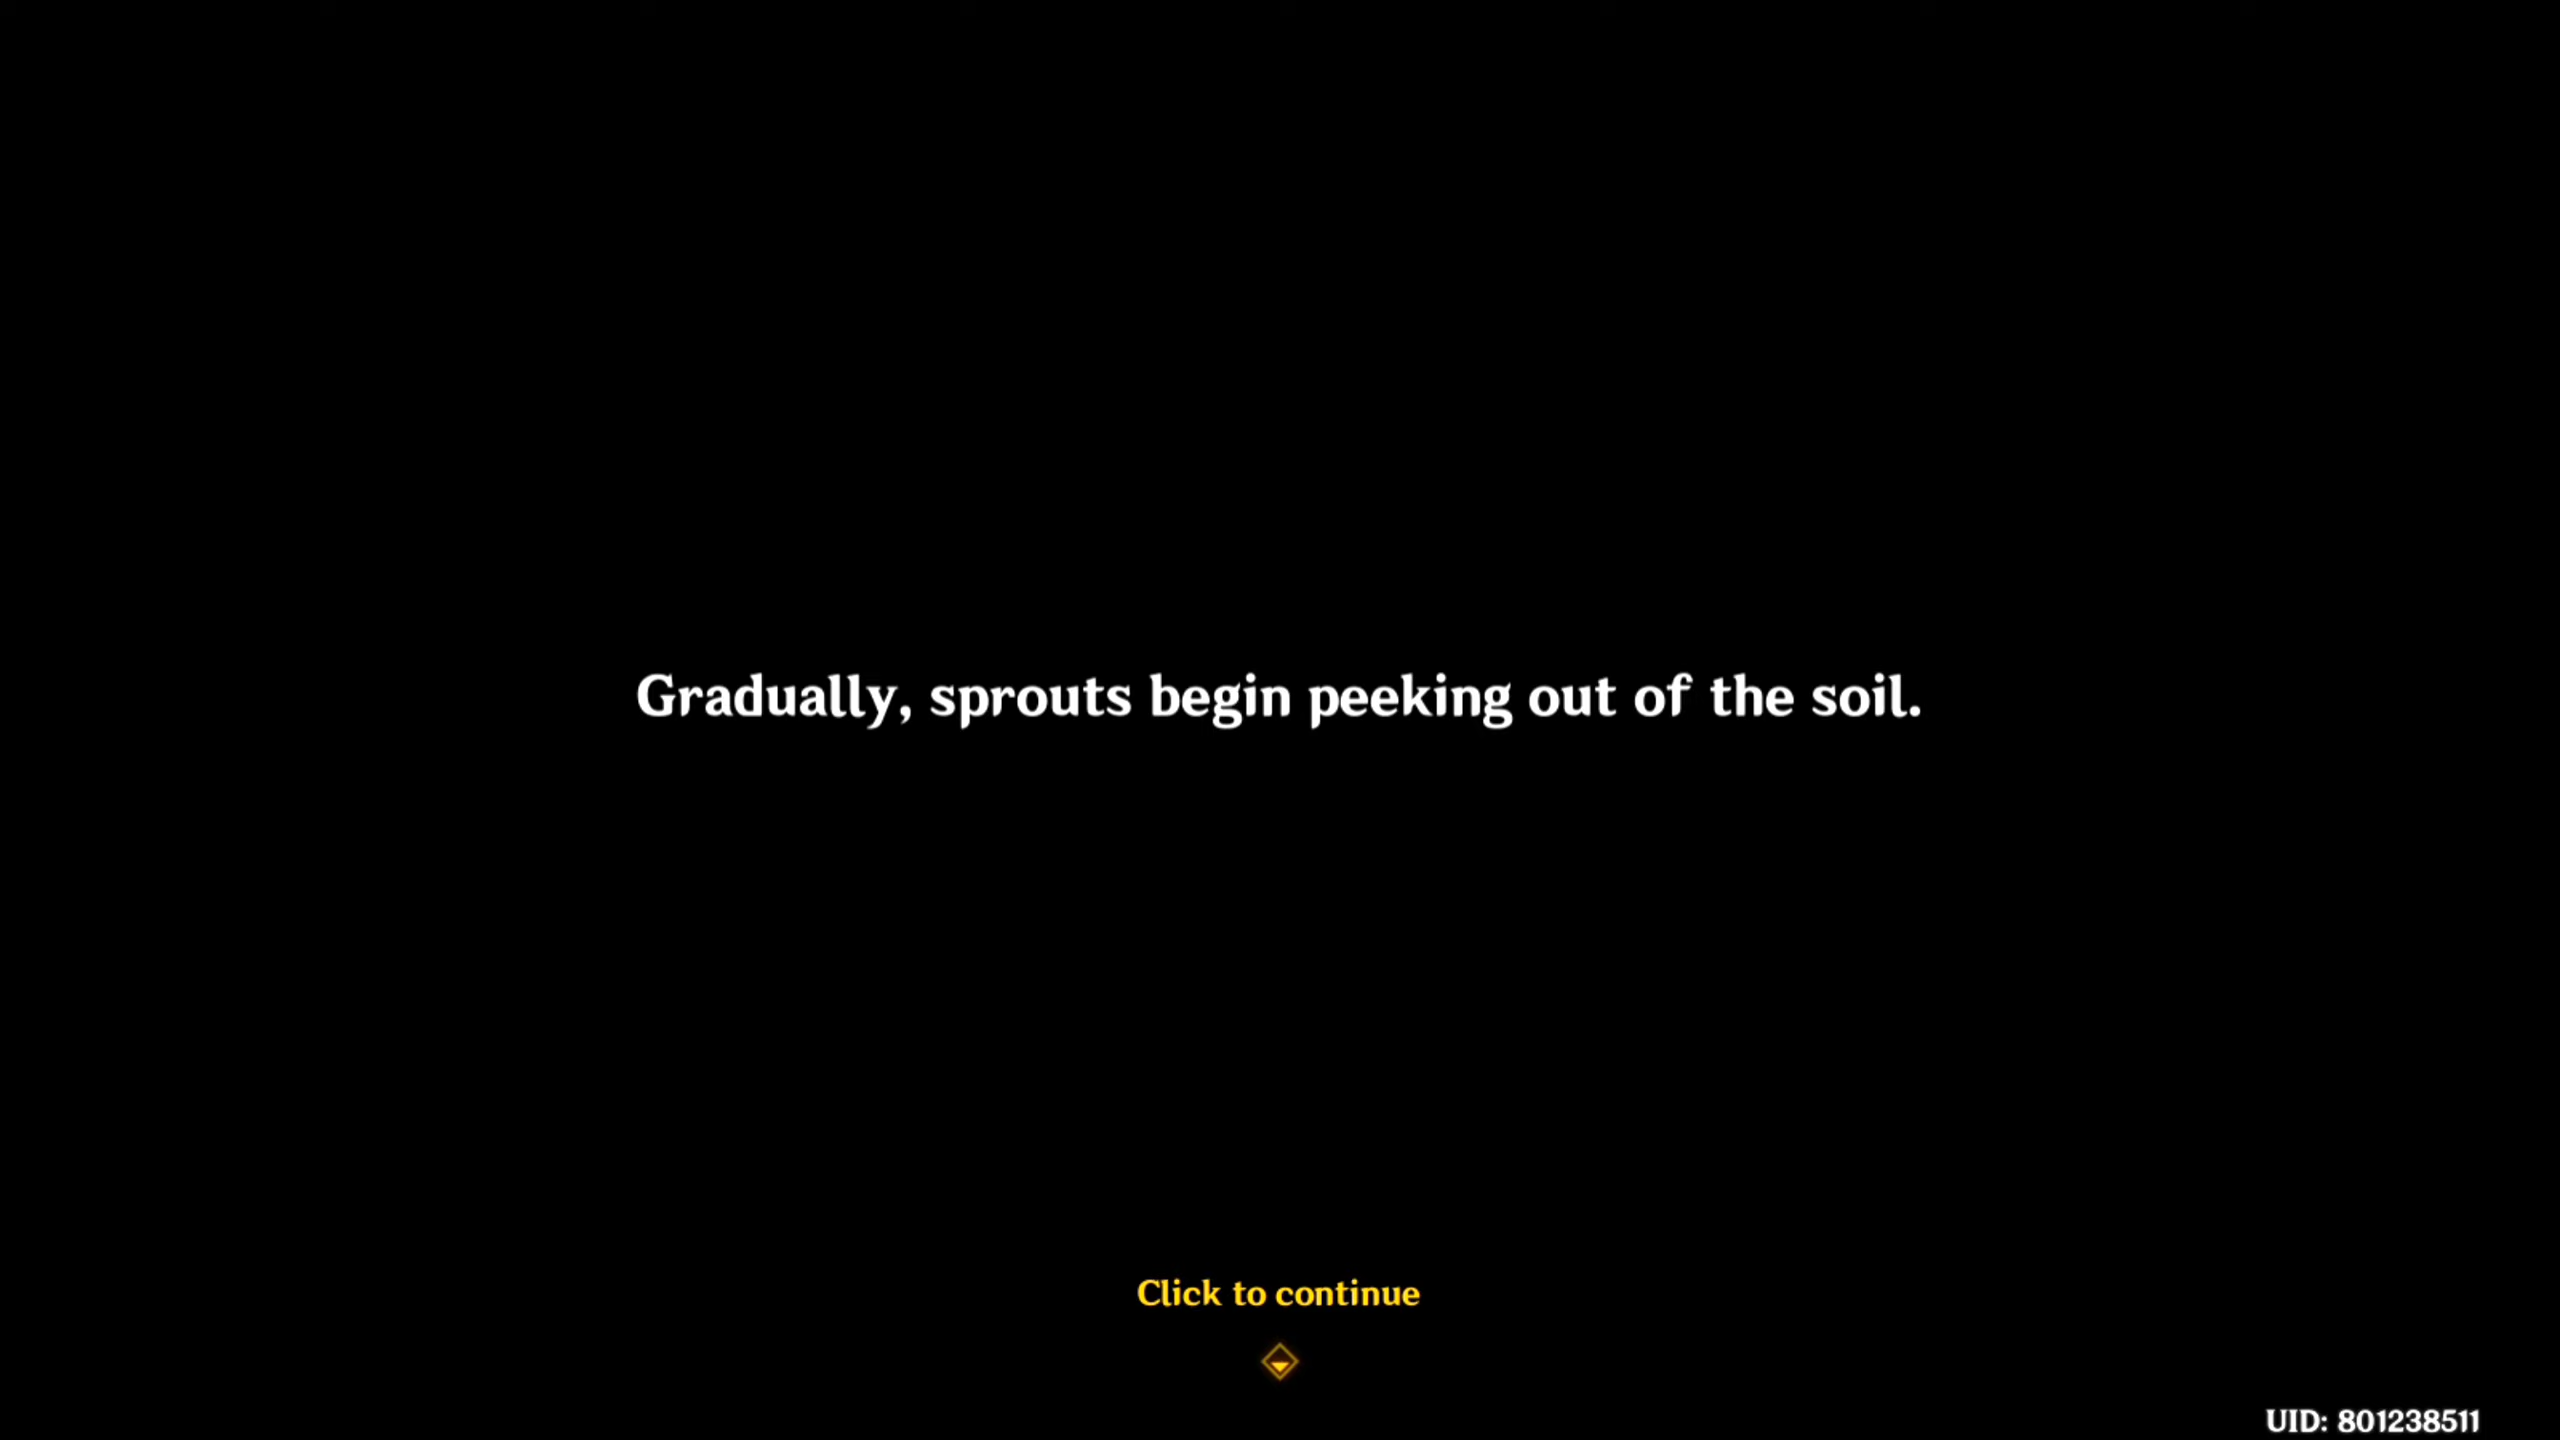 Gradually, sprouts begin peeking out of the soil.
Click to continue
UID: 801238511